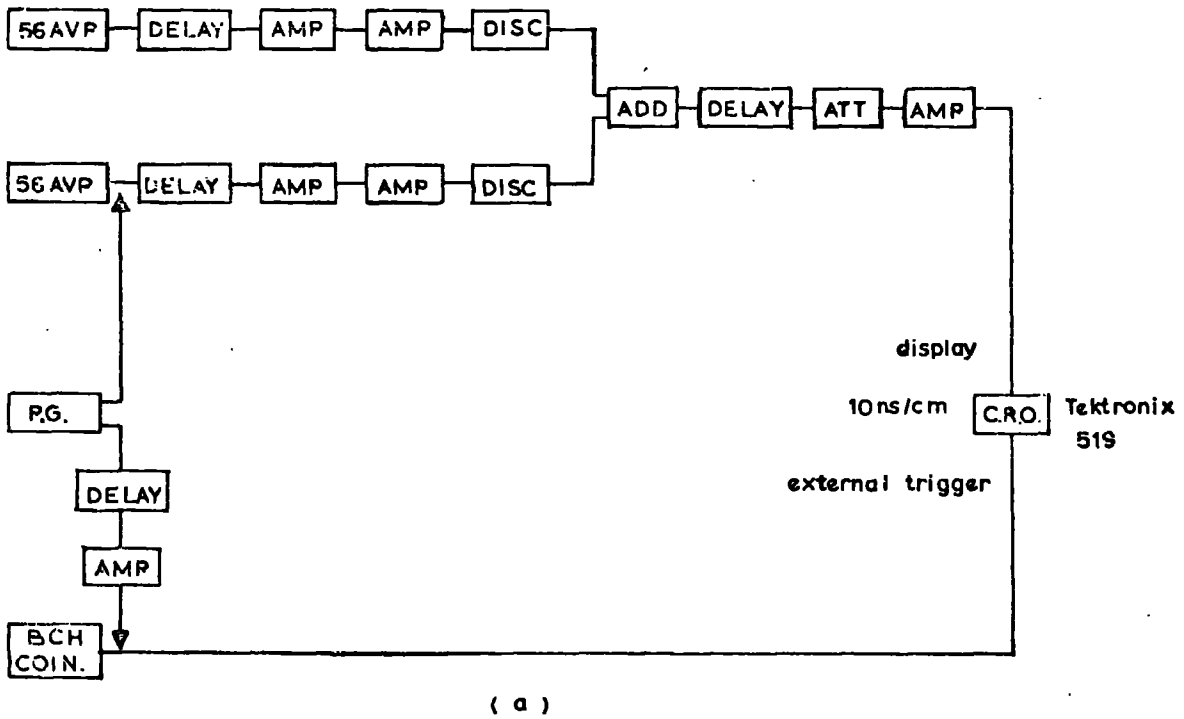 56AVP DELAY AMP AMP DISC
ADD DELAY ATT AMP
56AVP DELAY AMP AMP DISC
display
P.G. 10ns/cm C.R.O. Tektronix
519
external trigger
DELAY
AMP
BCH
COIN.
( a )